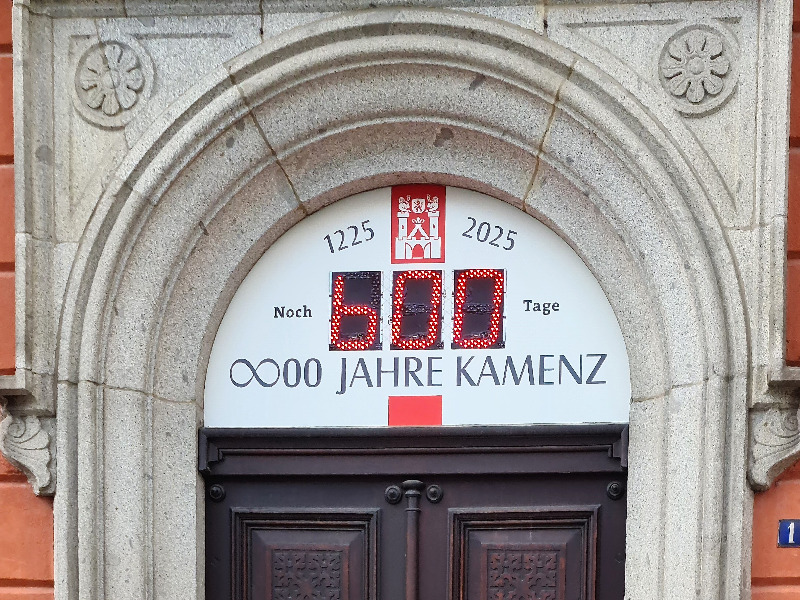 1225 2025
Noch 600 Tage
∞00 JAHRE KAMENZ
1